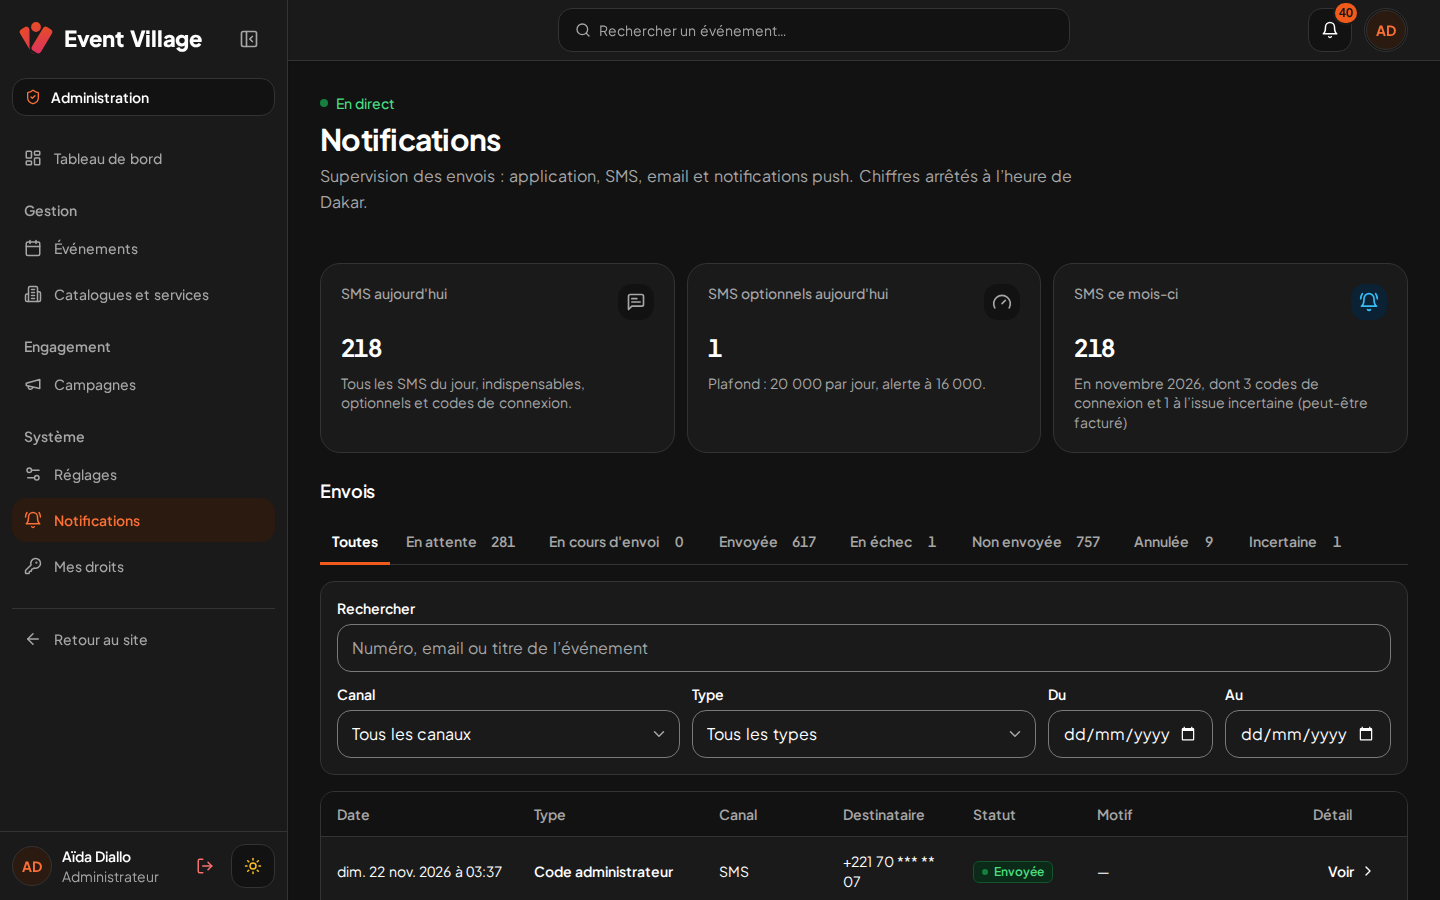 Event Village
Administration
Tableau de bord
Gestion
Événements
Catalogues et services
Engagement
Campagnes
Système
Réglages
Notifications
Mes droits
Retour au site
AD
Aïda Diallo
Administrateur
Rechercher un événement…
40
AD
En direct
Notifications
Supervision des envois : application, SMS, email et notifications push. Chiffres arrêtés à l’heure de
Dakar.
SMS aujourd'hui
218
Tous les SMS du jour, indispensables,
optionnels et codes de connexion.
SMS optionnels aujourd'hui
1
Plafond : 20 000 par jour, alerte à 16 000.
SMS ce mois-ci
218
En novembre 2026, dont 3 codes de
connexion et 1 à l’issue incertaine (peut-être
facturé)
Envois
Toutes En attente 281 En cours d'envoi 0 Envoyée 617 En échec 1 Non envoyée 757 Annulée 9 Incertaine 1
Rechercher
Numéro, email ou titre de l’événement
Canal Type Du Au
Tous les canaux Tous les types dd/mm/yyyy dd/mm/yyyy
Date Type Canal Destinataire Statut Motif Détail
dim. 22 nov. 2026 à 03:37 Code administrateur SMS +221 70 *** ** 07 Envoyée — Voir